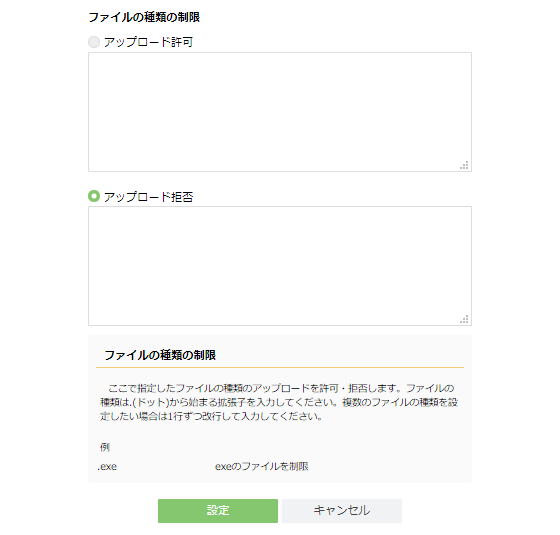 ファイルの種類の制限
アップロード許可
アップロード拒否
ファイルの種類の制限
ここで指定したファイルの種類のアップロードを許可・拒否します。ファイルの
種類は.(ドット)から始まる拡張子を入力してください。複数のファイルの種類を設
定したい場合は1行ずつ改行して入力してください。
例
.exe exeのファイルを制限
設定 キャンセル